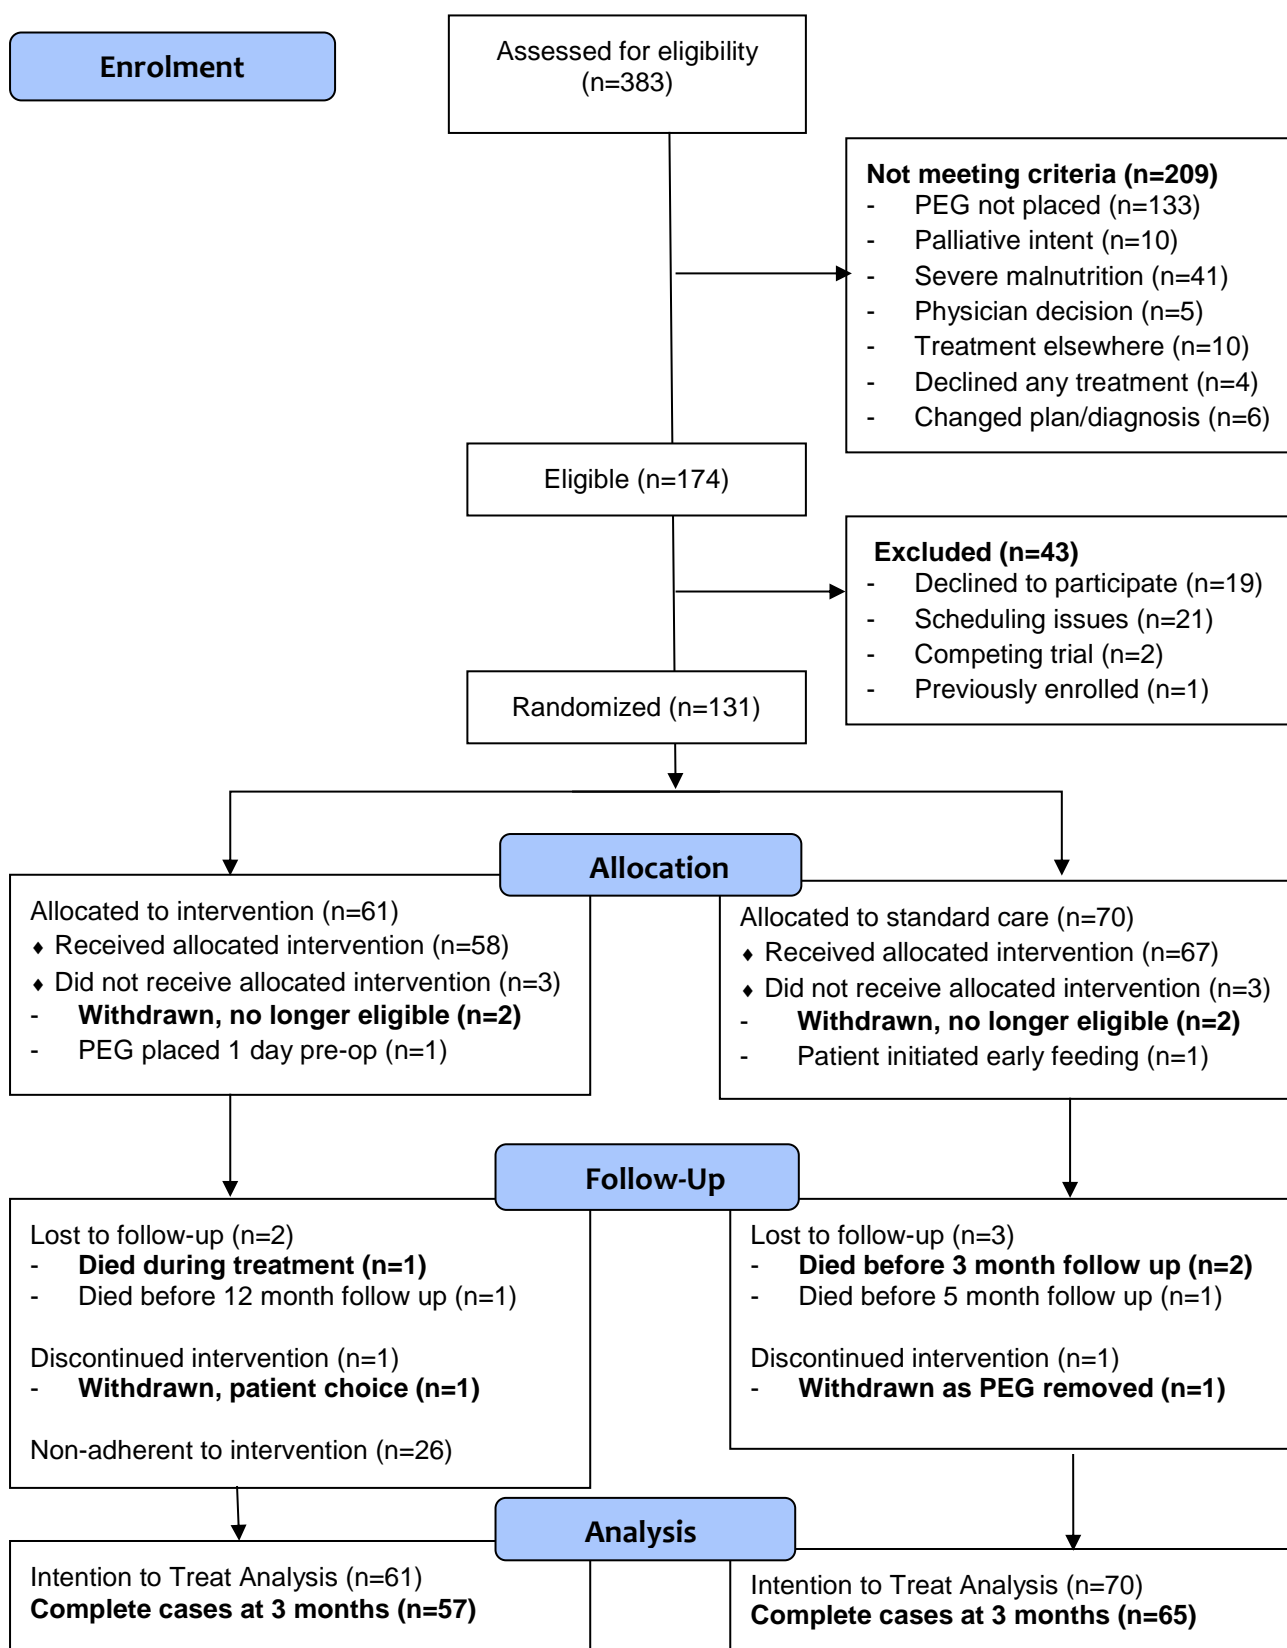 Enrolment
Assessed for eligibility
(n=383)
Not meeting criteria (n=209)
- PEG not placed (n=133)
- Palliative intent (n=10)
- Severe malnutrition (n=41)
- Physician decision (n=5)
- Treatment elsewhere (n=10)
- Declined any treatment (n=4)
- Changed plan/diagnosis (n=6)
Eligible (n=174)
Excluded (n=43)
- Declined to participate (n=19)
- Scheduling issues (n=21)
- Competing trial (n=2)
- Previously enrolled (n=1)
Randomized (n=131)
Allocation
Allocated to intervention (n=61)
♦ Received allocated intervention (n=58)
♦ Did not receive allocated intervention (n=3)
- Withdrawn, no longer eligible (n=2)
- PEG placed 1 day pre-op (n=1)
Allocated to standard care (n=70)
♦ Received allocated intervention (n=67)
♦ Did not receive allocated intervention (n=3)
- Withdrawn, no longer eligible (n=2)
- Patient initiated early feeding (n=1)
Follow-Up
Lost to follow-up (n=2)
- Died during treatment (n=1)
- Died before 12 month follow up (n=1)
Discontinued intervention (n=1)
- Withdrawn, patient choice (n=1)
Non-adherent to intervention (n=26)
Lost to follow-up (n=3)
- Died before 3 month follow up (n=2)
- Died before 5 month follow up (n=1)
Discontinued intervention (n=1)
- Withdrawn as PEG removed (n=1)
Analysis
Intention to Treat Analysis (n=61)
Complete cases at 3 months (n=57)
Intention to Treat Analysis (n=70)
Complete cases at 3 months (n=65)